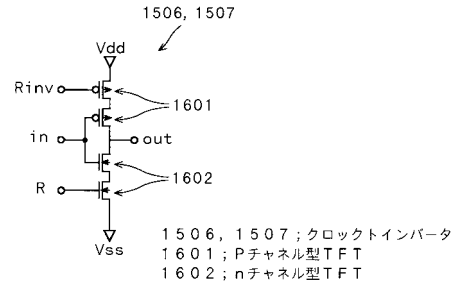 １５０６，１５０７
Vdd
Rinv
1601
in
out
1602
R
Vss
１５０６，１５０７；クロックトインバータ
１６０１；Ｐチャネル型ＴＦＴ
１６０２；ｎチャネル型ＴＦＴ